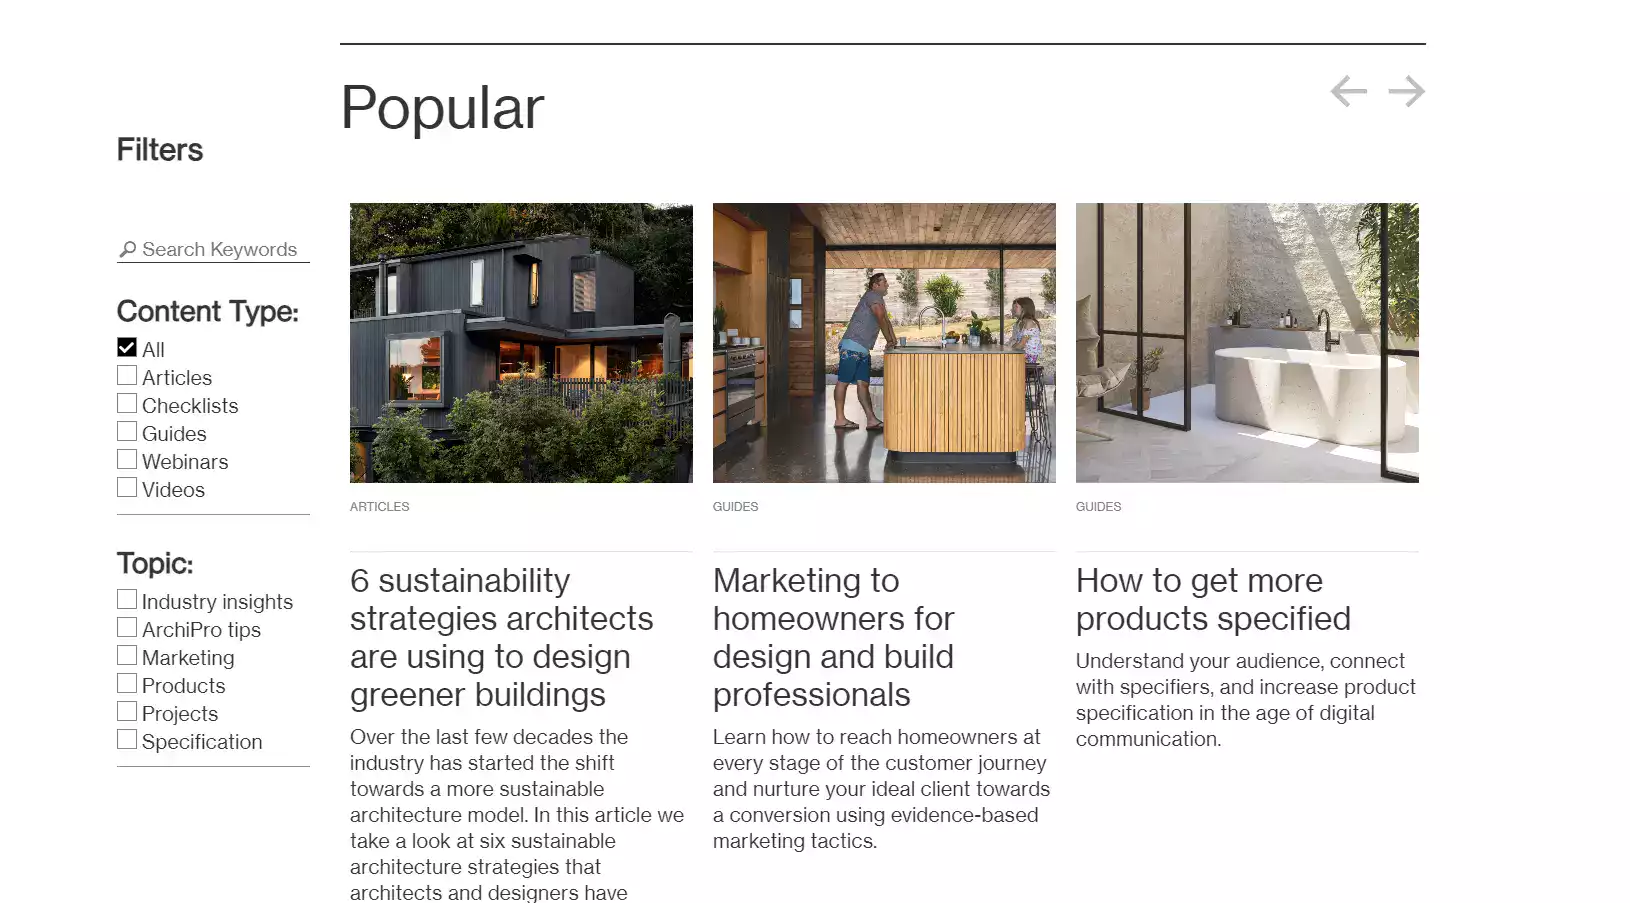 Popular
Filters
Search Keywords
Content Type:
All
Articles
Checklists
Guides
Webinars
Videos
Topic:
Industry insights
ArchiPro tips
Marketing
Products
Projects
Specification
ARTICLES
6 sustainability
strategies architects
are using to design
greener buildings
Over the last few decades the
industry has started the shift
towards a more sustainable
architecture model. In this article we
take a look at six sustainable
architecture strategies that
architects and designers have
GUIDES
Marketing to
homeowners for
design and build
professionals
Learn how to reach homeowners at
every stage of the customer journey
and nurture your ideal client towards
a conversion using evidence-based
marketing tactics.
GUIDES
How to get more
products specified
Understand your audience, connect
with specifiers, and increase product
specification in the age of digital
communication.